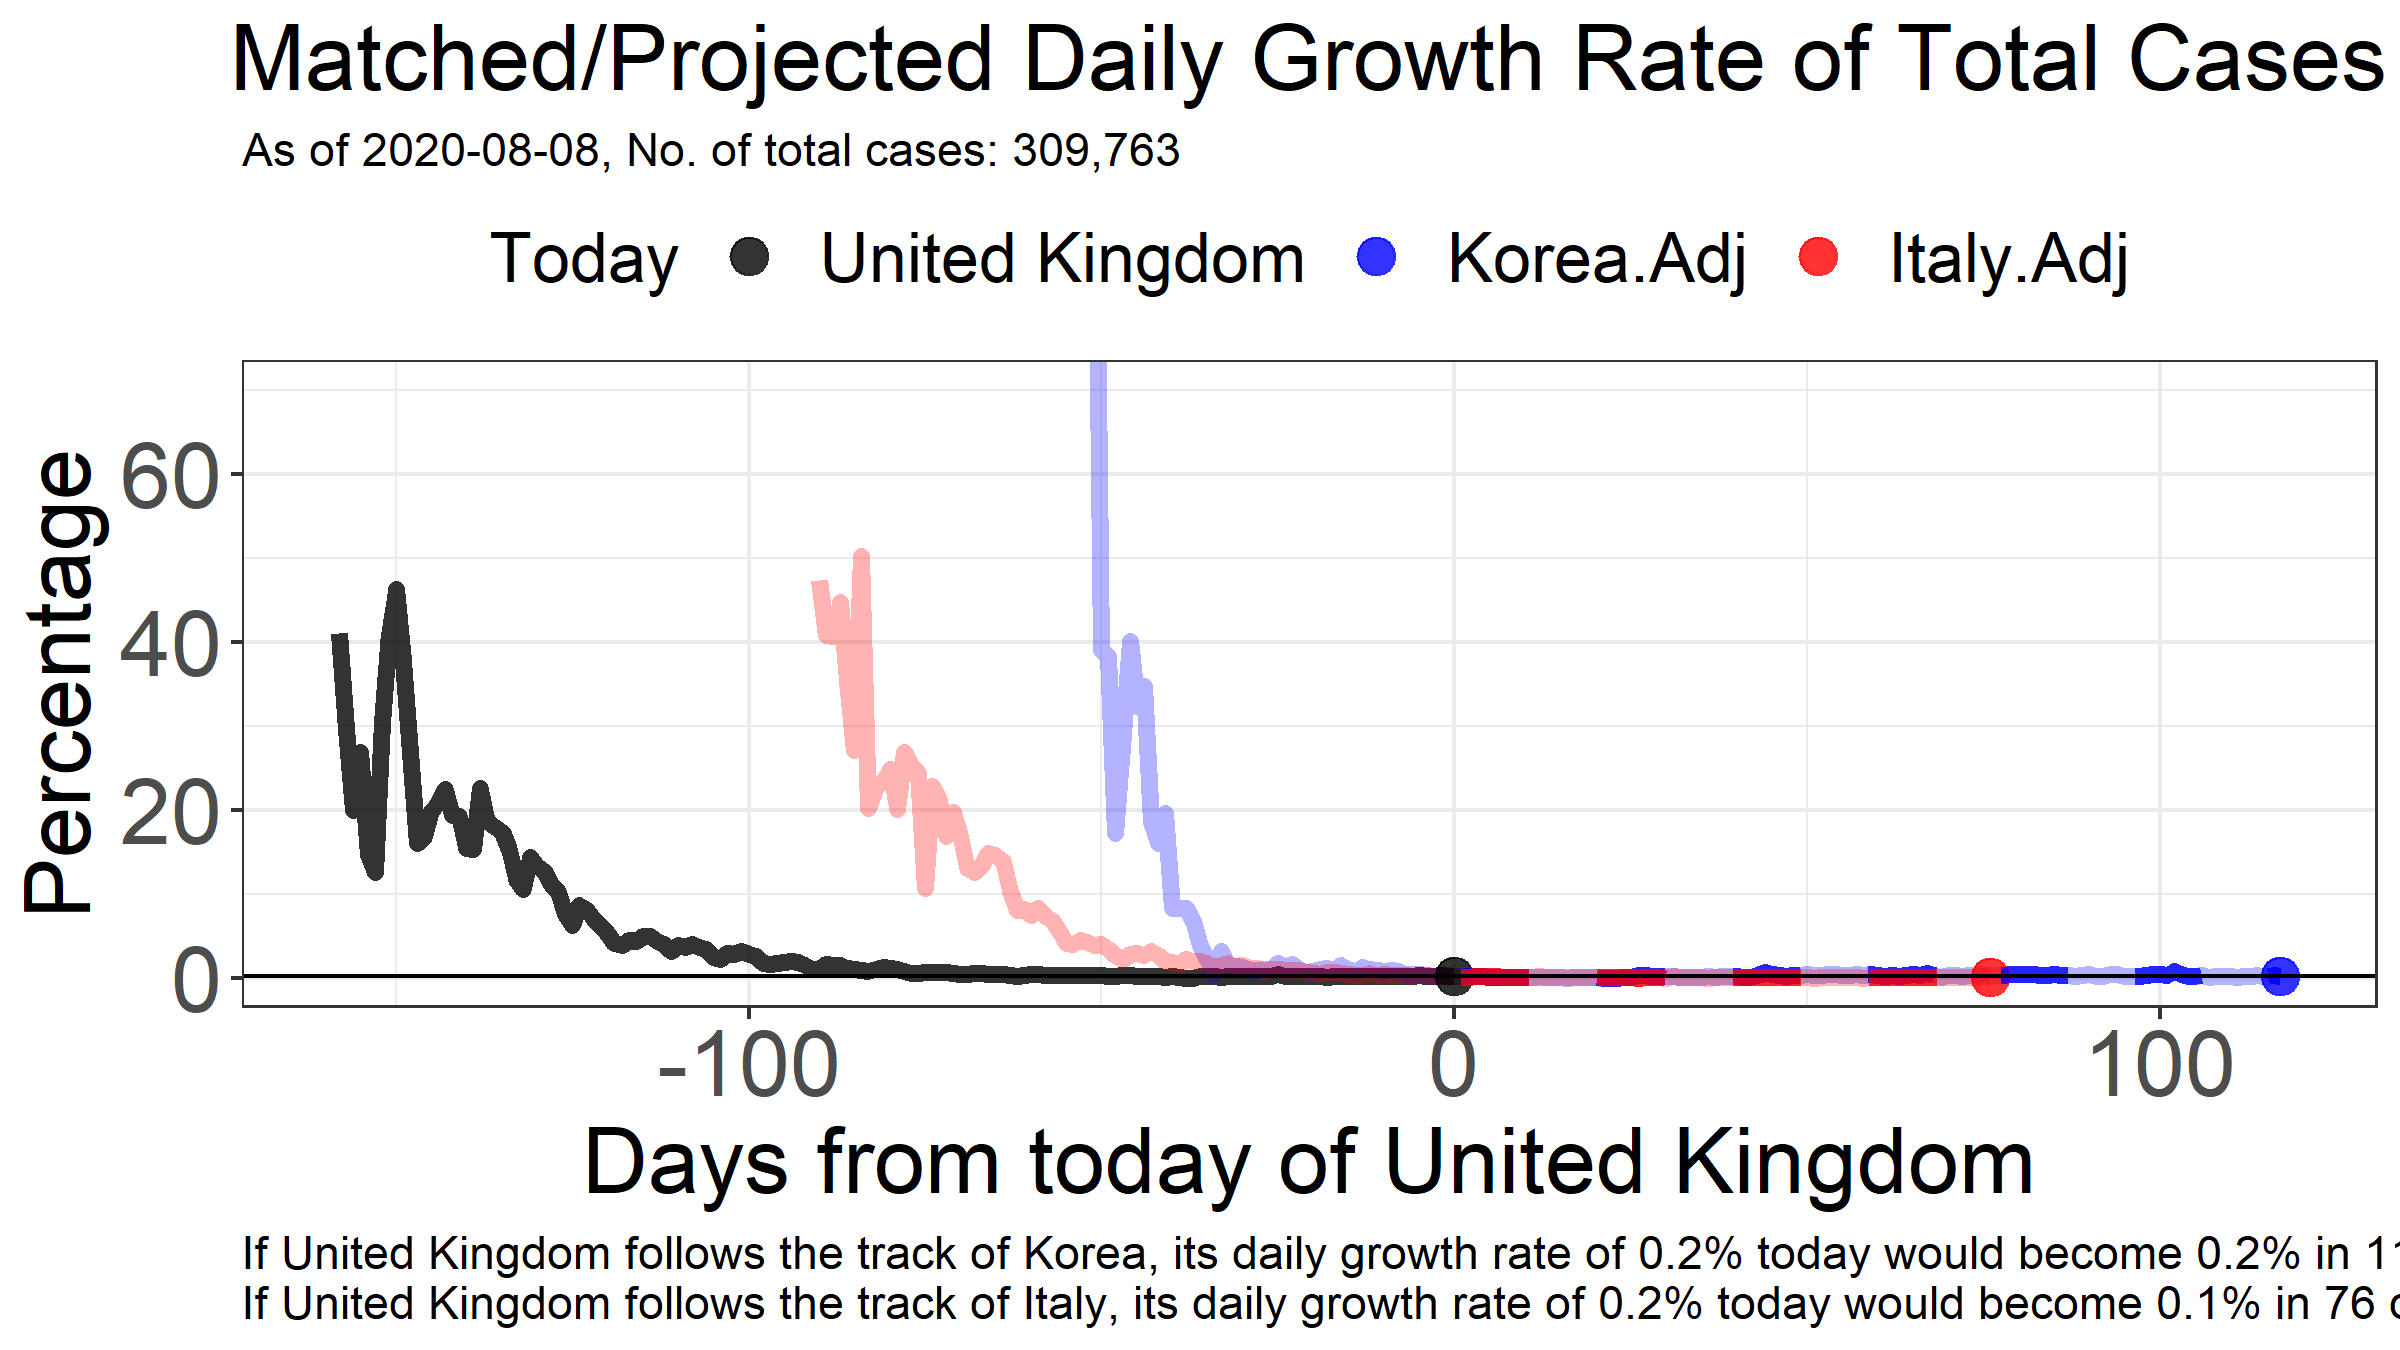 Matched/Projected Daily Growth Rate of Total Cases
As of 2020-08-08, No. of total cases: 309,763
Today United Kingdom Korea.Adj Italy.Adj
Percentage
60
40
20
0
-100 0 100
Days from today of United Kingdom
If United Kingdom follows the track of Korea, its daily growth rate of 0.2% today would become 0.2% in
If United Kingdom follows the track of Italy, its daily growth rate of 0.2% today would become 0.1% in 76